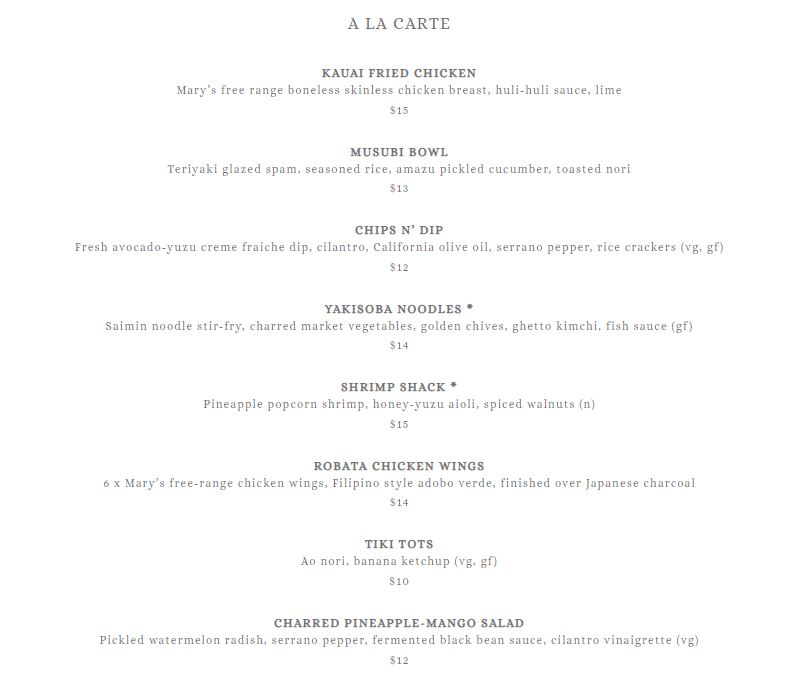 A LA CARTE
KAUAI FRIED CHICKEN
Mary's free range boneless skinless chicken breast, huli-huli sauce, lime
$15
MUSUBI BOWL
Teriyaki glazed spam, seasoned rice, amazu pickled cucumber, toasted nori
$13
CHIPS N' DIP
Fresh avocado-yuzu creme fraiche dip, cilantro, California olive oil, serrano pepper, rice crackers (vg, gf)
$12
YAKISOBA NOODLES *
Saimin noodle stir-fry, charred market vegetables, golden chives, ghetto kimchi, fish sauce (gf)
$14
SHRIMP SHACK *
Pineapple popcorn shrimp, honey-yuzu aioli, spiced walnuts (n)
$15
ROBATA CHICKEN WINGS
6 x Mary's free-range chicken wings, Filipino style adobo verde, finished over Japanese charcoal
$14
TIKI TOTS
Ao nori, banana ketchup (vg, gf)
$10
CHARRED PINEAPPLE-MANGO SALAD
Pickled watermelon radish, serrano pepper, fermented black bean sauce, cilantro vinaigrette (vg)
$12